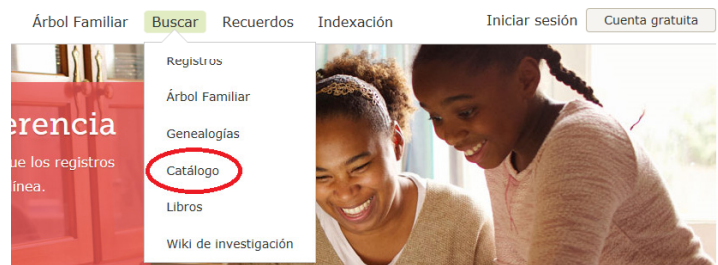 Árbol Familiar Buscar Recuerdos Indexación Iniciar sesión Cuenta gratuita
Registros
Árbol Familiar
erencia
Genealogías
ue los registros
Catálogo
ínea.
Libros
Wiki de investigación